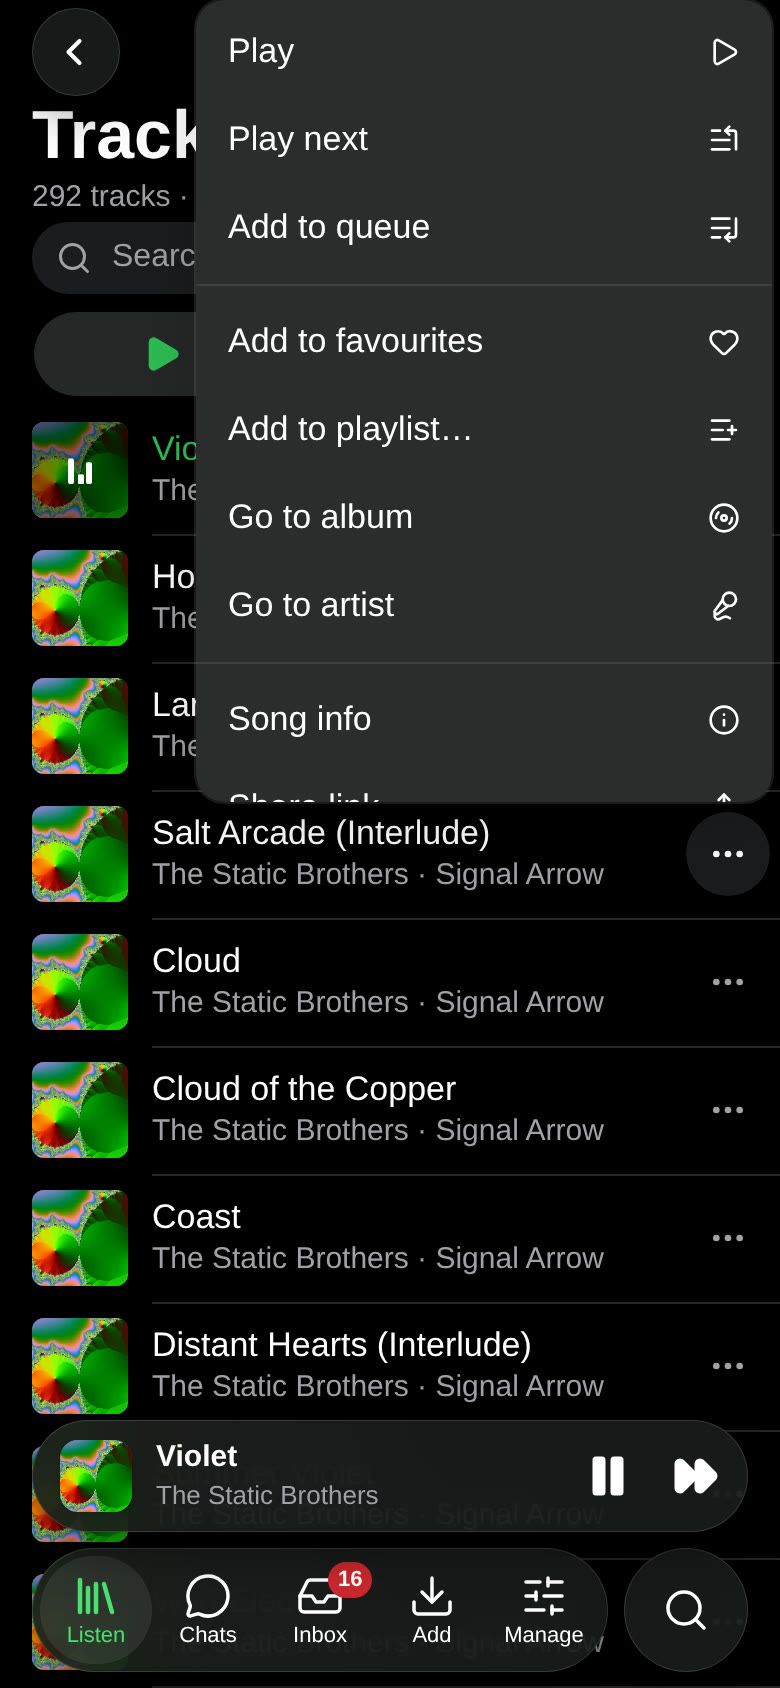 Play
Play next
Track
292 tracks ·
Add to queue
Searc
Add to favourites
Add to playlist…
Vio
The
Go to album
Ho
Go to artist
The
Lar
Song info
The
Share link
Salt Arcade (Interlude)
The Static Brothers · Signal Arrow
Cloud
The Static Brothers · Signal Arrow
Cloud of the Copper
The Static Brothers · Signal Arrow
Coast
The Static Brothers · Signal Arrow
Distant Hearts (Interlude)
The Static Brothers · Signal Arrow
Violet
The Static Brothers
16
Listen
Chats
Inbox
Add
Manage